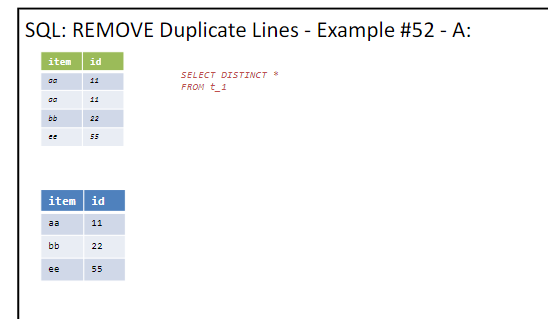 SQL: REMOVE Duplicate Lines - Example #52 - A:
item id
aa 11
aa 11
bb 22
ee 55
SELECT DISTINCT *
FROM t_1
item id
aa 11
bb 22
ee 55